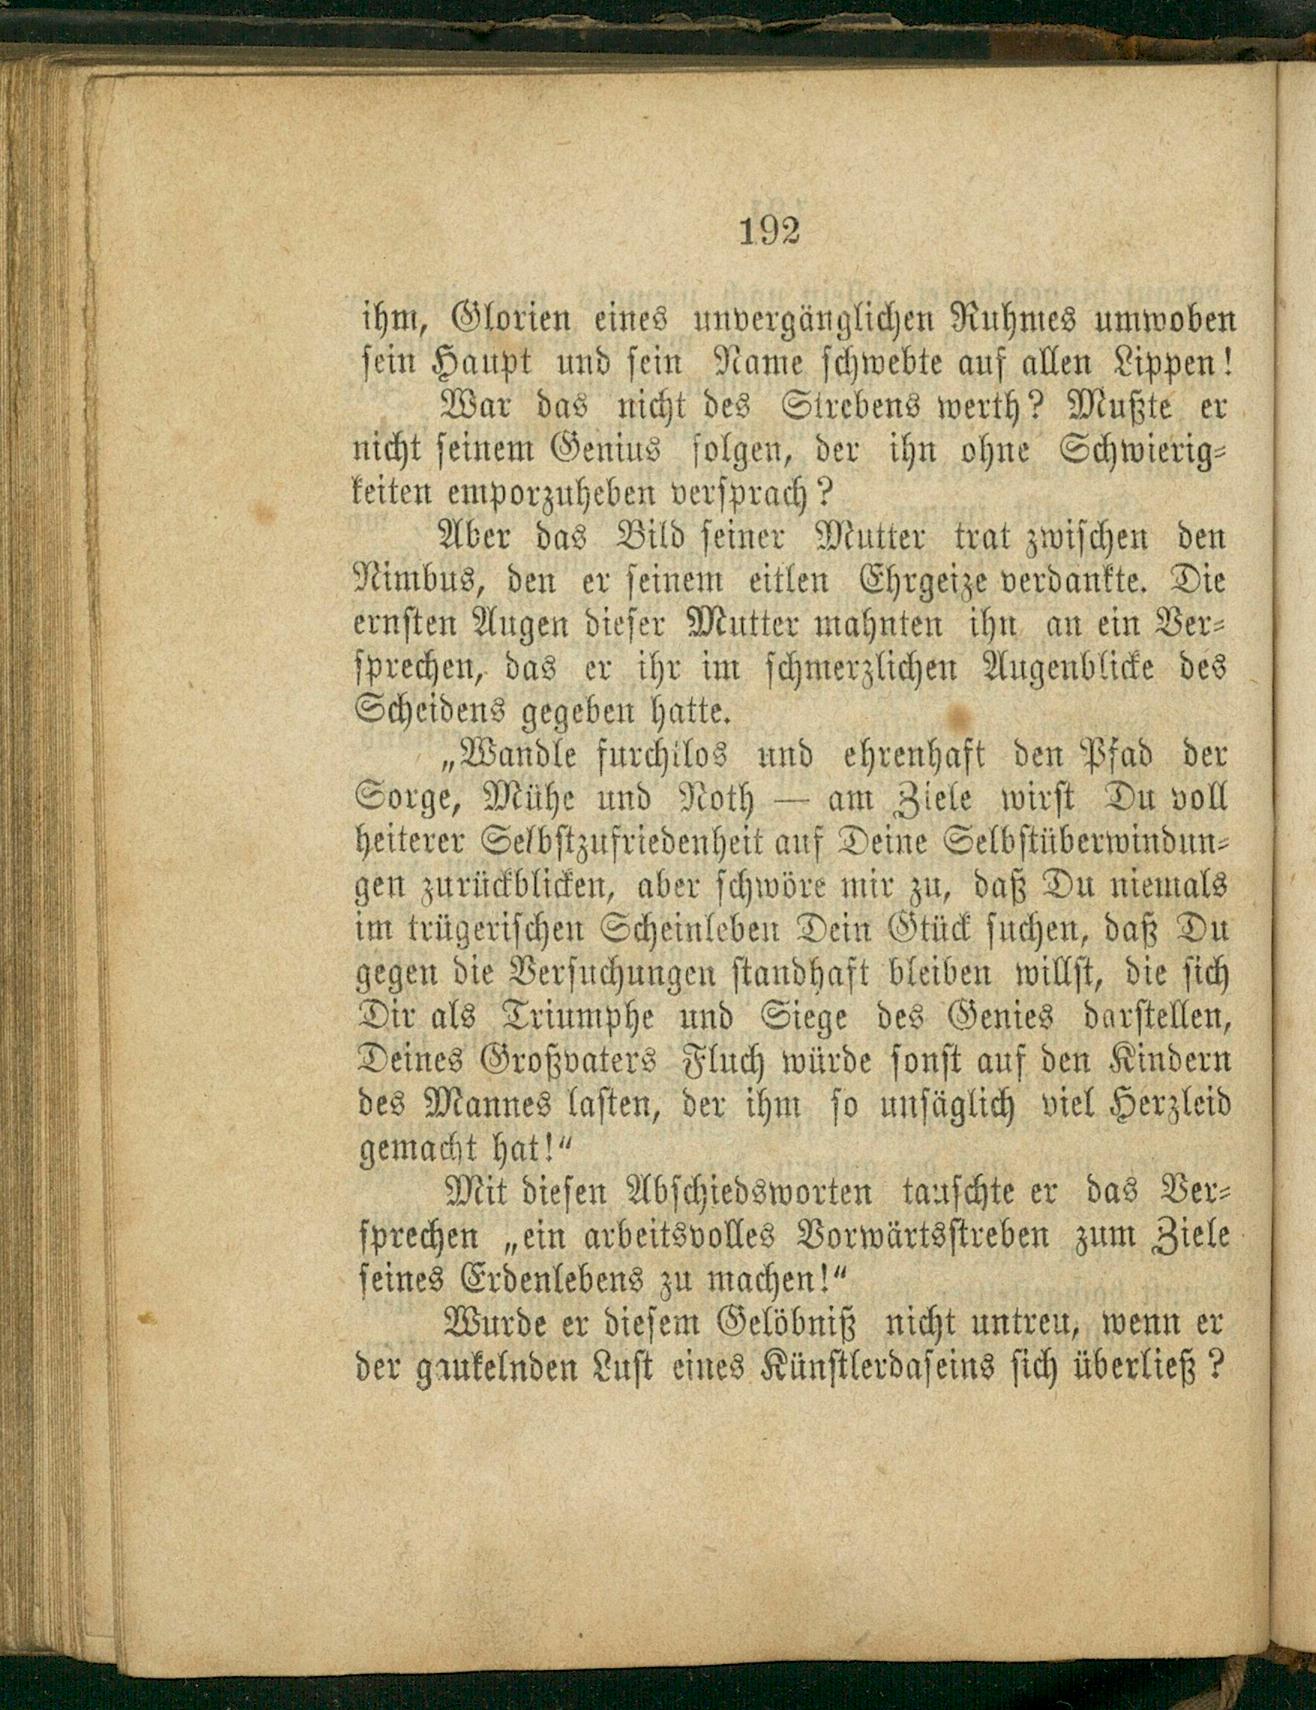 192
ihm, Glorien eines unvergänglichen Ruhmes umwoben
sein Haupt und sein Name schwebte auf allen Lippen!
War das nicht des Strebens werth? Mußte er
nicht seinem Genius folgen, der ihn ohne Schwierig-
keiten emporzuheben versprach?
Aber das Bild seiner Mutter trat zwischen den
Nimbus, den er seinem eitlen Ehrgeize verdankte. Die
ernsten Augen dieser Mutter mahnten ihn an ein Ver-
sprechen, das er ihr im schmerzlichen Augenblicke des
Scheidens gegeben hatte.
„Wandle furchtlos und ehrenhaft den Pfad der
Sorge, Mühe und Noth — am Ziele wirst Du voll
heiterer Selbstzufriedenheit auf Deine Selbstüberwindun-
gen zurückblicken, aber schwöre mir zu, daß Du niemals
im trügerischen Scheinleben Dein Gtück suchen, daß Du
gegen die Versuchungen standhaft bleiben willst, die sich
Dir als Triumphe und Siege des Genies darstellen,
Deines Großvaters Fluch würde sonst auf den Kindern
des Mannes lasten, der ihm so unsäglich viel Herzleid
gemacht hat!“
Mit diesen Abschiedsworten tauschte er das Ver-
sprechen „ein arbeitsvolles Vorwärtsstreben zum Ziele
seines Erdenlebens zu machen!“
Wurde er diesem Gelöbniß nicht untreu, wenn er
der gaukelnden Lust eines Künstlerdaseins sich überließ?